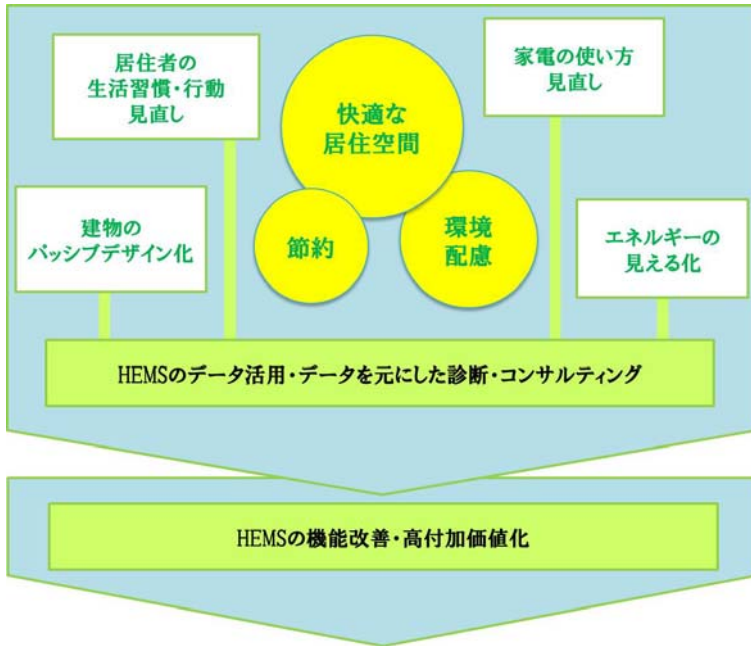 居住者の
生活習慣・行動
見直し
快適な
居住空間
家電の使い方
見直し
建物の
パッシブデザイン化
節約
環境
配慮
エネルギーの
見える化
HEMSのデータ活用・データを元にした診断・コンサルティング
HEMSの機能改善・高付加価値化